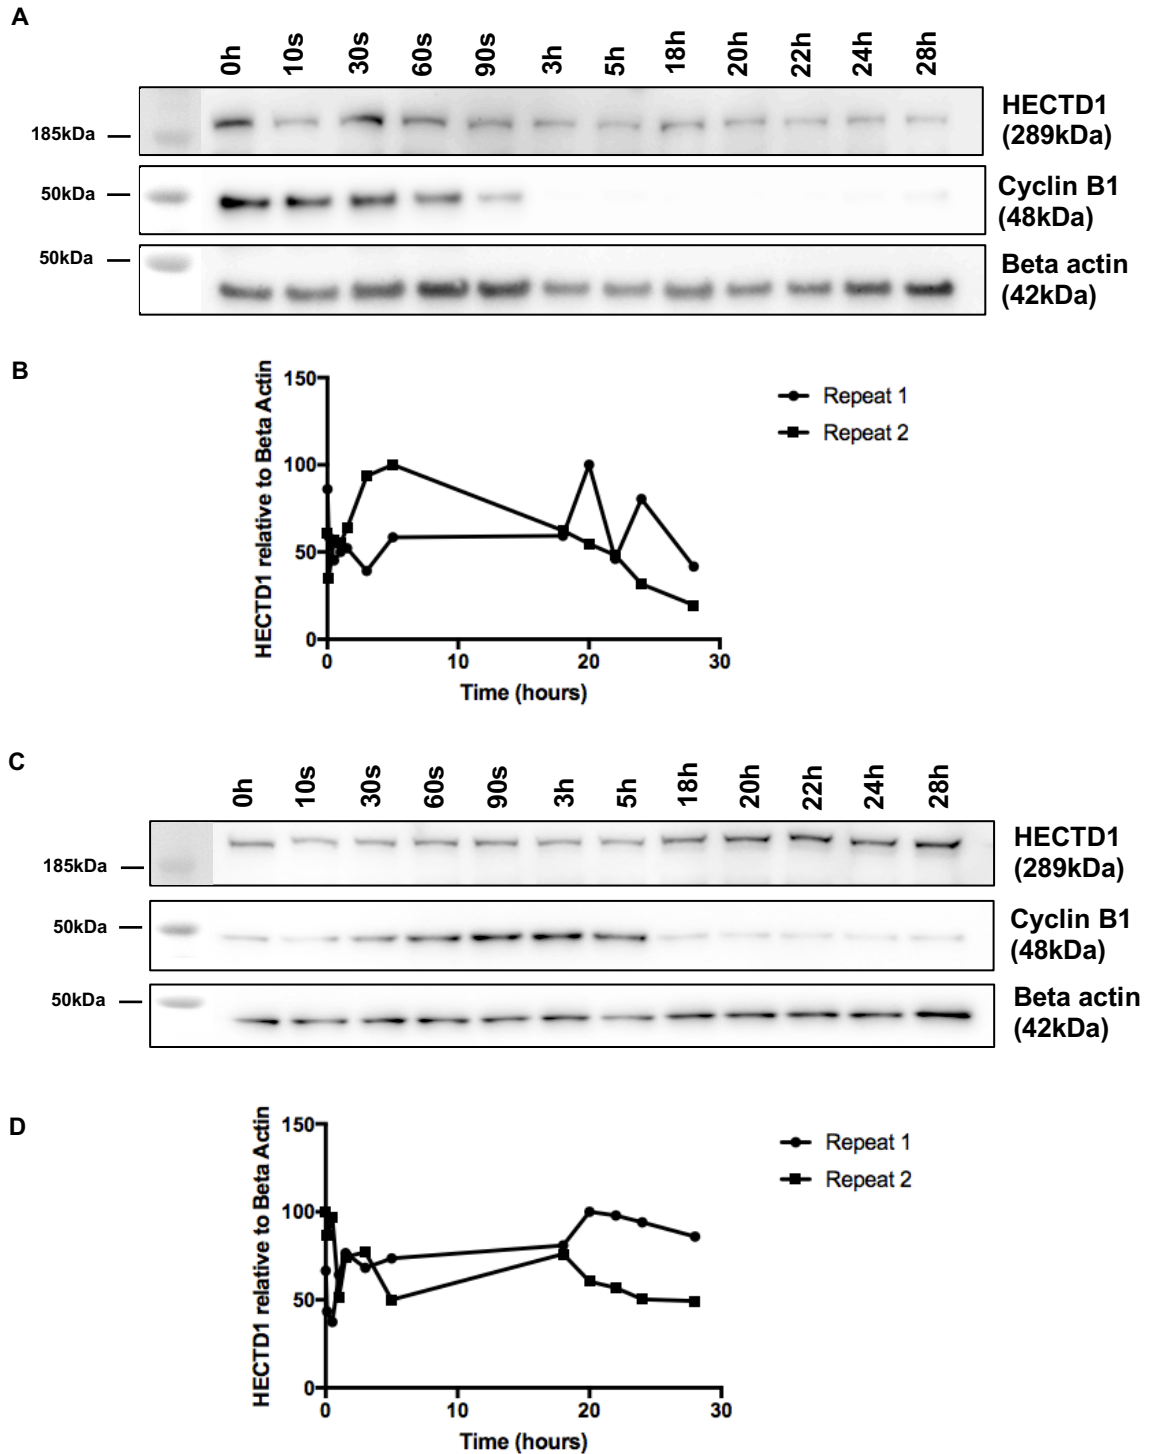 A
0h 10s 30s 60s 90s 3h 5h 18h 20h 22h 24h 28h
185kDa
HECTD1
(289kDa)
50kDa
Cyclin B1
(48kDa)
50kDa
Beta actin
(42kDa)
B
HECTD1 relative to Beta Actin
150
100
50
0
0 10 20 30
Time (hours)
Repeat 1
Repeat 2
C
0h 10s 30s 60s 90s 3h 5h 18h 20h 22h 24h 28h
185kDa
HECTD1
(289kDa)
50kDa
Cyclin B1
(48kDa)
50kDa
Beta actin
(42kDa)
D
HECTD1 relative to Beta Actin
150
100
50
0
0 10 20 30
Time (hours)
Repeat 1
Repeat 2